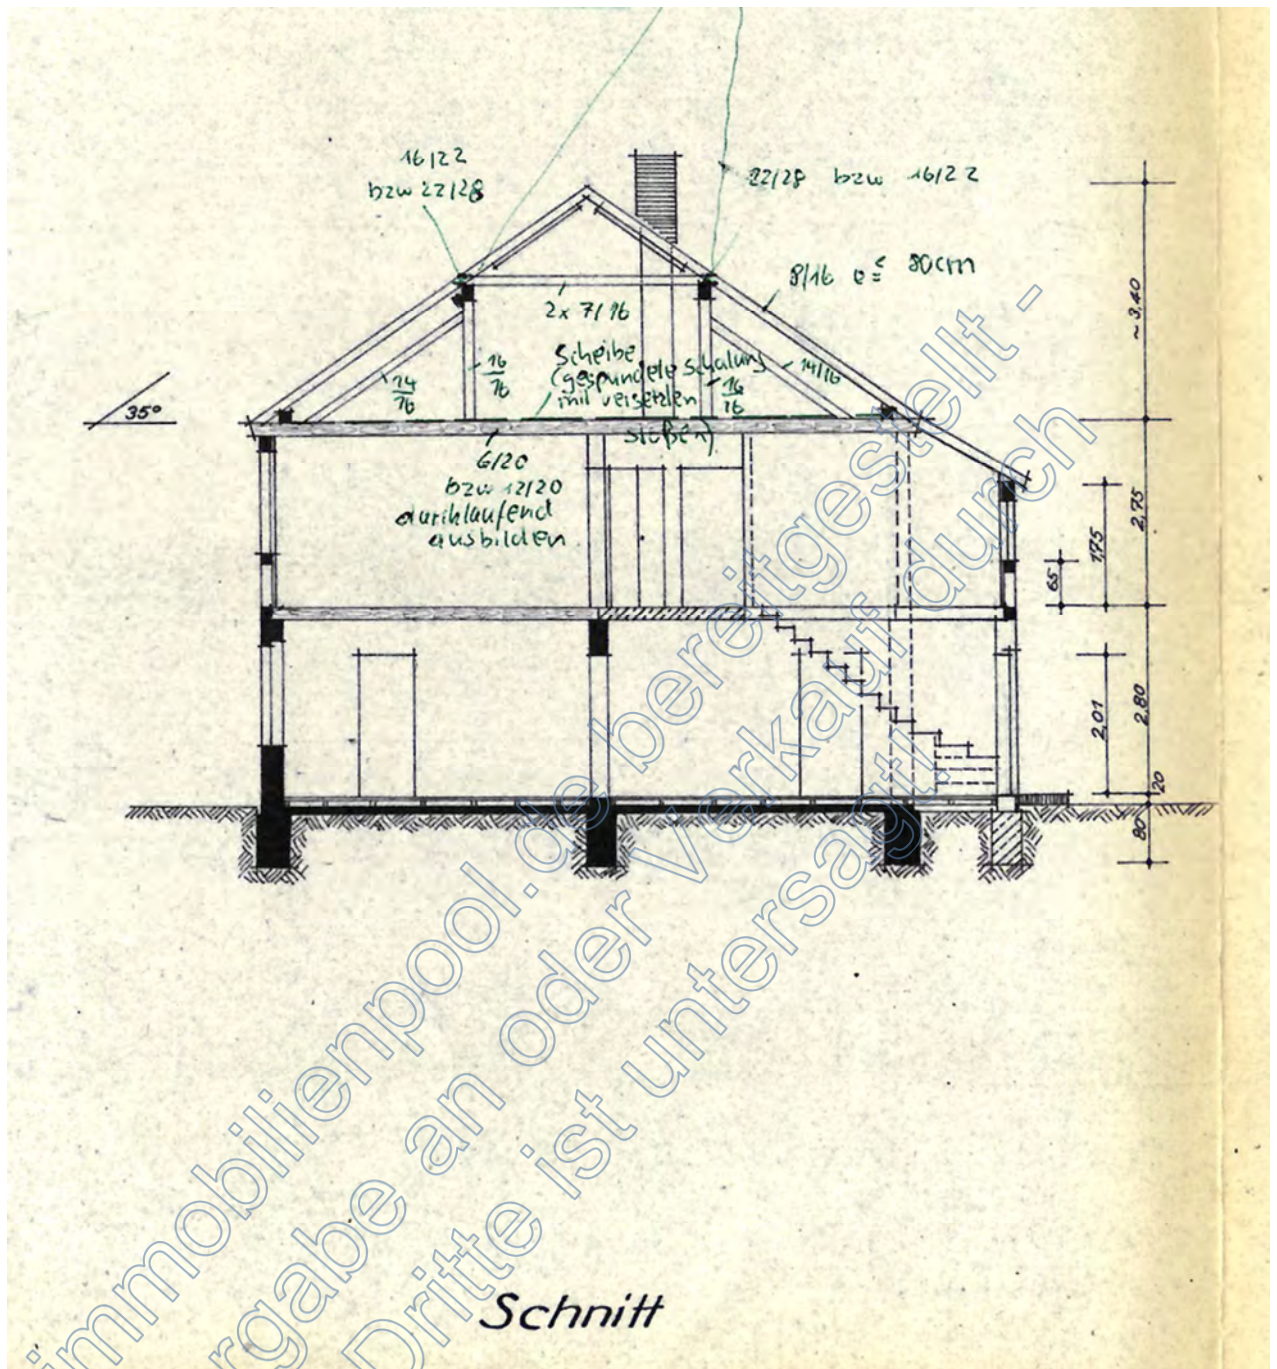 16/22
bzw 22/28
22/28 bzw 16/22
8/16 e ≤ 80cm
2x 7/16
Scheibe
(gespundete Schalung
mit versetzten
Stößen)
14/16
16/16
16/16
14/16
35°
6/20
bzw 12/20
durchlaufend
ausbilden
~3,40
2,75
1,75
65
2,80
2,01
20
80
immobilienpool.de bereitgestellt -
ergabe an oder Verkauf durch
Dritte ist untersagt!
Schnitt